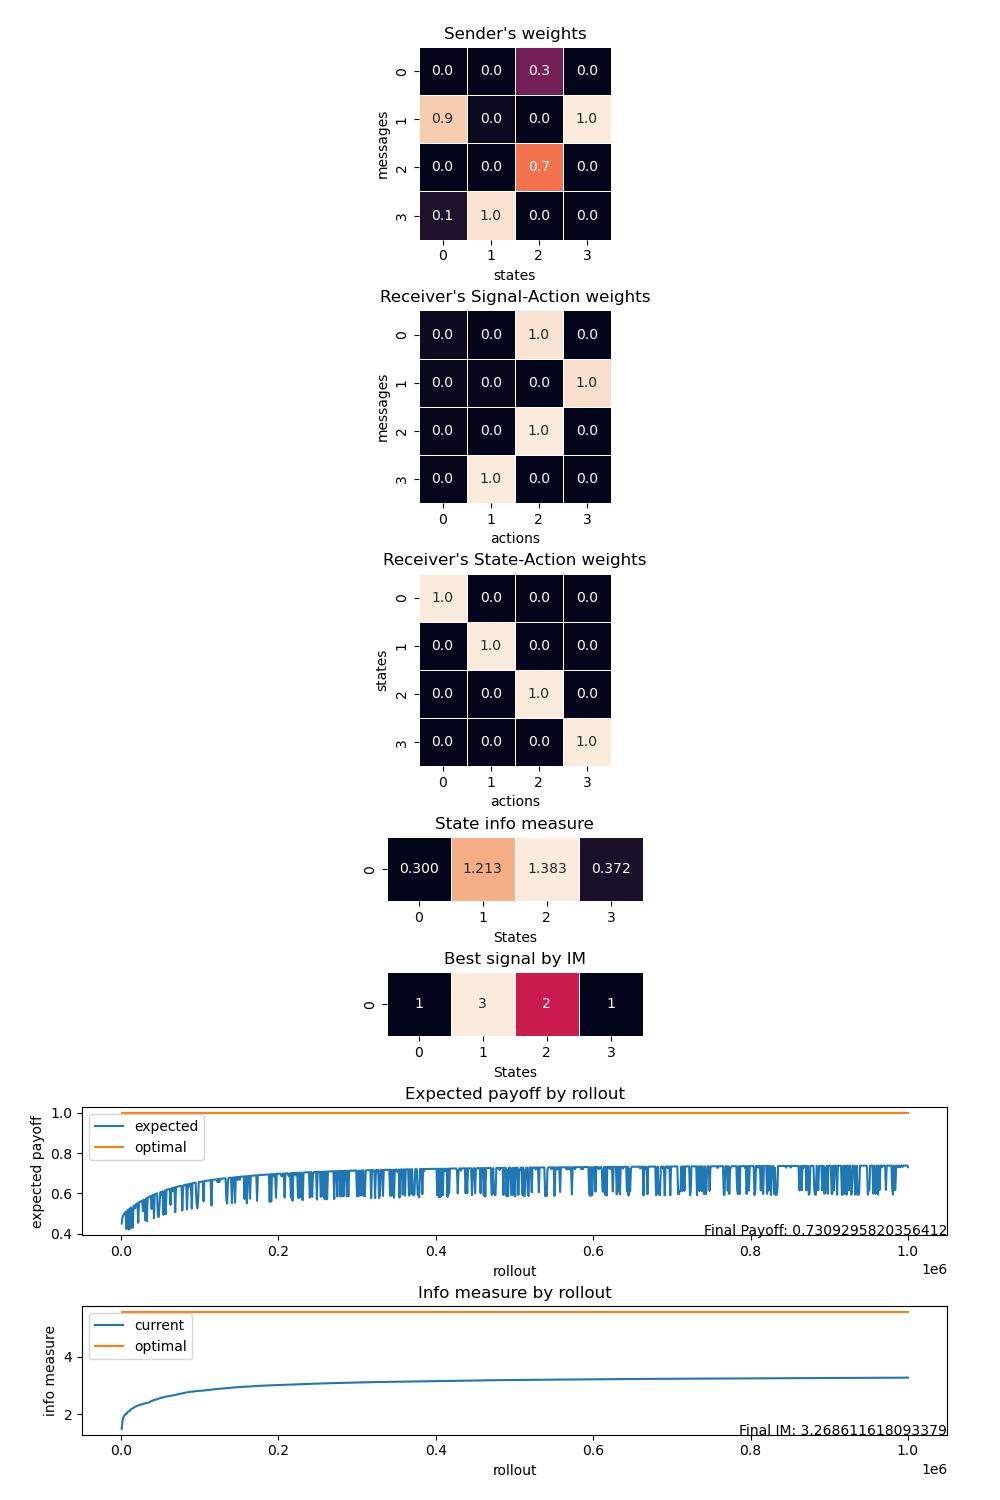 Sender's weights
0 0.0 0.0 0.3 0.0
1 0.9 0.0 0.0 1.0
2 0.0 0.0 0.7 0.0
3 0.1 1.0 0.0 0.0
messages
0 1 2 3
states
Receiver's Signal-Action weights
0 0.0 0.0 1.0 0.0
1 0.0 0.0 0.0 1.0
2 0.0 0.0 1.0 0.0
3 0.0 1.0 0.0 0.0
messages
0 1 2 3
actions
Receiver's State-Action weights
0 1.0 0.0 0.0 0.0
1 0.0 1.0 0.0 0.0
2 0.0 0.0 1.0 0.0
3 0.0 0.0 0.0 1.0
states
0 1 2 3
actions
State info measure
0 0.300 1.213 1.383 0.372
0 1 2 3
States
Best signal by IM
0 1 3 2 1
0 1 2 3
States
Expected payoff by rollout
expected payoff
1.0
0.8
0.6
0.4
expected
optimal
Final Payoff: 0.7309295820356412
0.0 0.2 0.4 0.6 0.8 1.0
1e6
rollout
Info measure by rollout
info measure
4
2
current
optimal
Final IM: 3.268611618093379
0.0 0.2 0.4 0.6 0.8 1.0
1e6
rollout